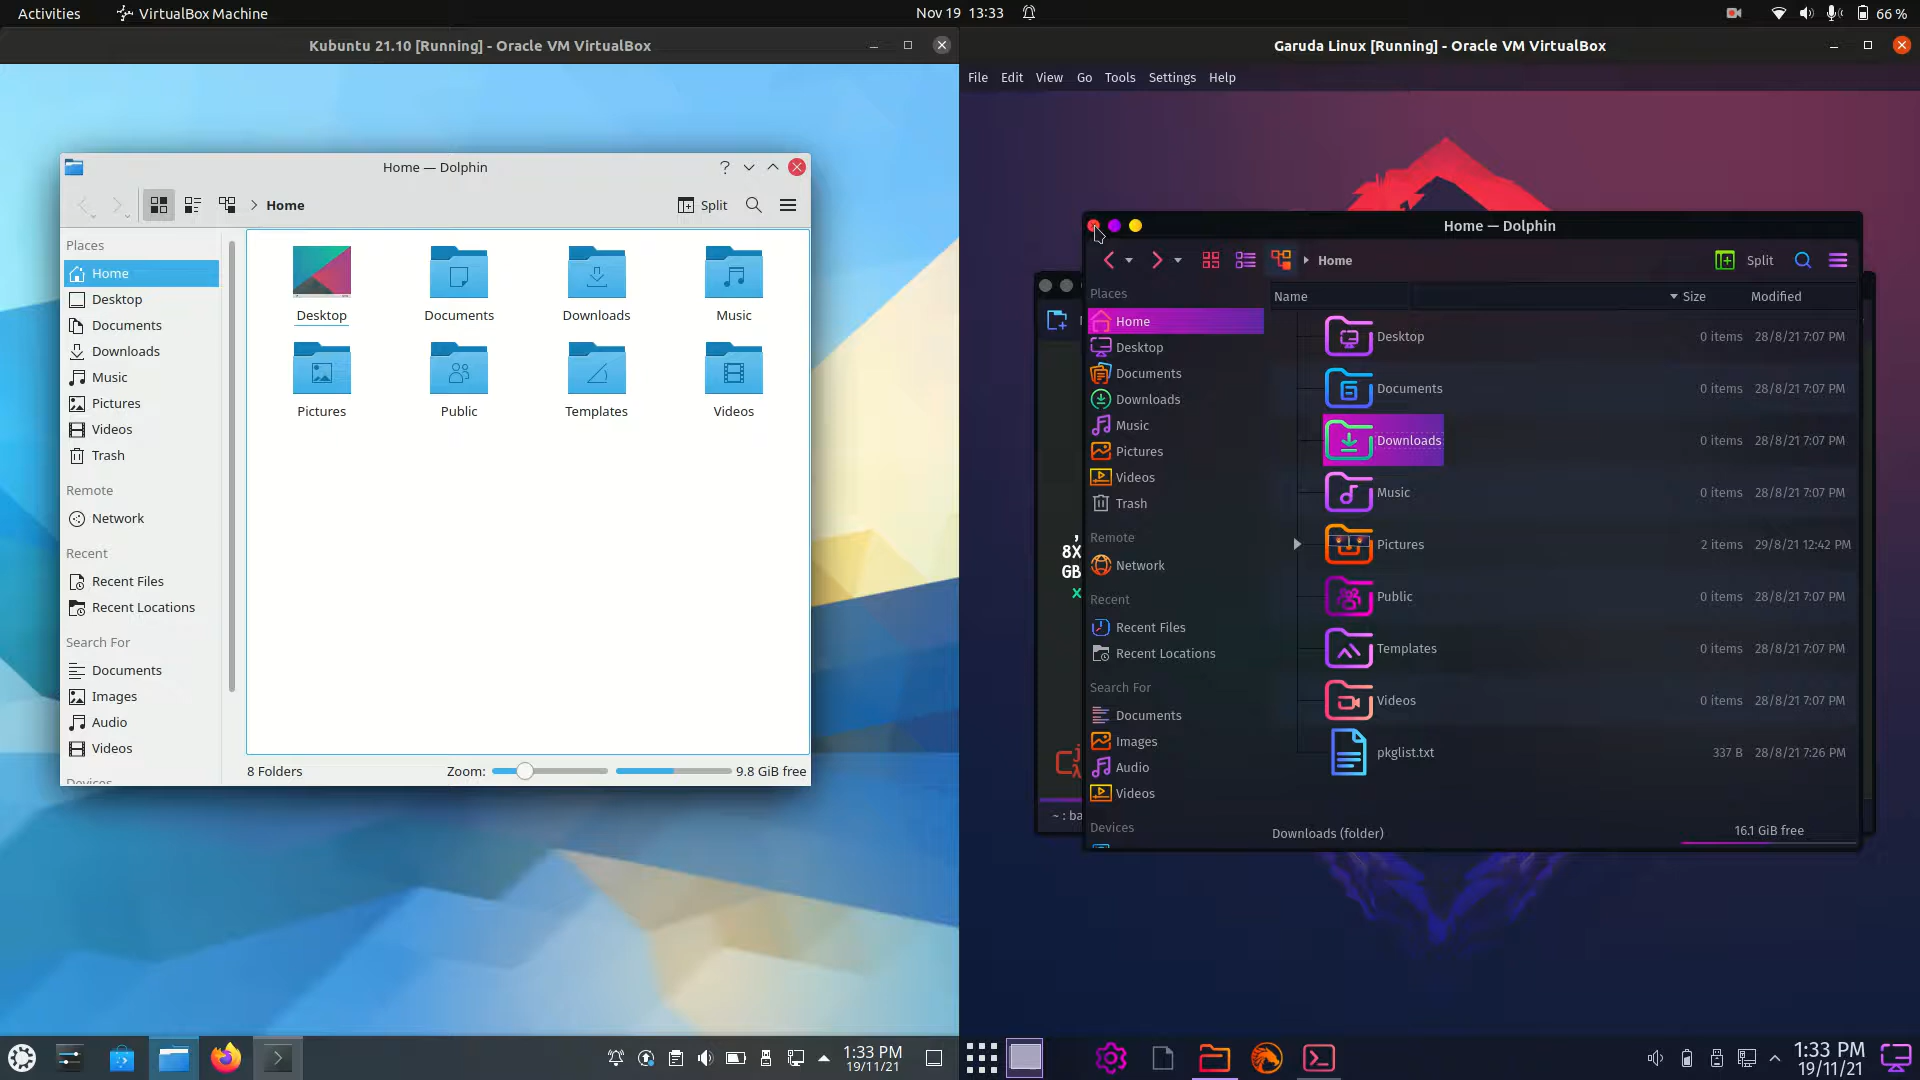 Activities
VirtualBox Machine
Nov 19 13:33
66 %
Kubuntu 21.10 [Running] - Oracle VM VirtualBox
Home — Dolphin
?
Home
Split
Places
Home
Desktop
Documents
Downloads
Music
Pictures
Videos
Trash
Remote
Network
Recent
Recent Files
Recent Locations
Search For
Documents
Images
Audio
Videos
Devices
Desktop
Documents
Downloads
Music
Pictures
Public
Templates
Videos
8 Folders
Zoom:
9.8 GiB free
1:33 PM
19/11/21
Garuda Linux [Running] - Oracle VM VirtualBox
File Edit View Go Tools Settings Help
Home — Dolphin
Home
Split
Places
Home
Desktop
Documents
Downloads
Music
Pictures
Videos
Trash
Remote
Network
Recent
Recent Files
Recent Locations
Search For
Documents
Images
Audio
Videos
Devices
Name Size Modified
Desktop 0 items 28/8/21 7:07 PM
Documents 0 items 28/8/21 7:07 PM
Downloads 0 items 28/8/21 7:07 PM
Music 0 items 28/8/21 7:07 PM
Pictures 2 items 29/8/21 12:42 PM
Public 0 items 28/8/21 7:07 PM
Templates 0 items 28/8/21 7:07 PM
Videos 0 items 28/8/21 7:07 PM
pkglist.txt 337 B 28/8/21 7:26 PM
Downloads (folder)
16.1 GiB free
8X
GB
x
~ : ba
1:33 PM
19/11/21